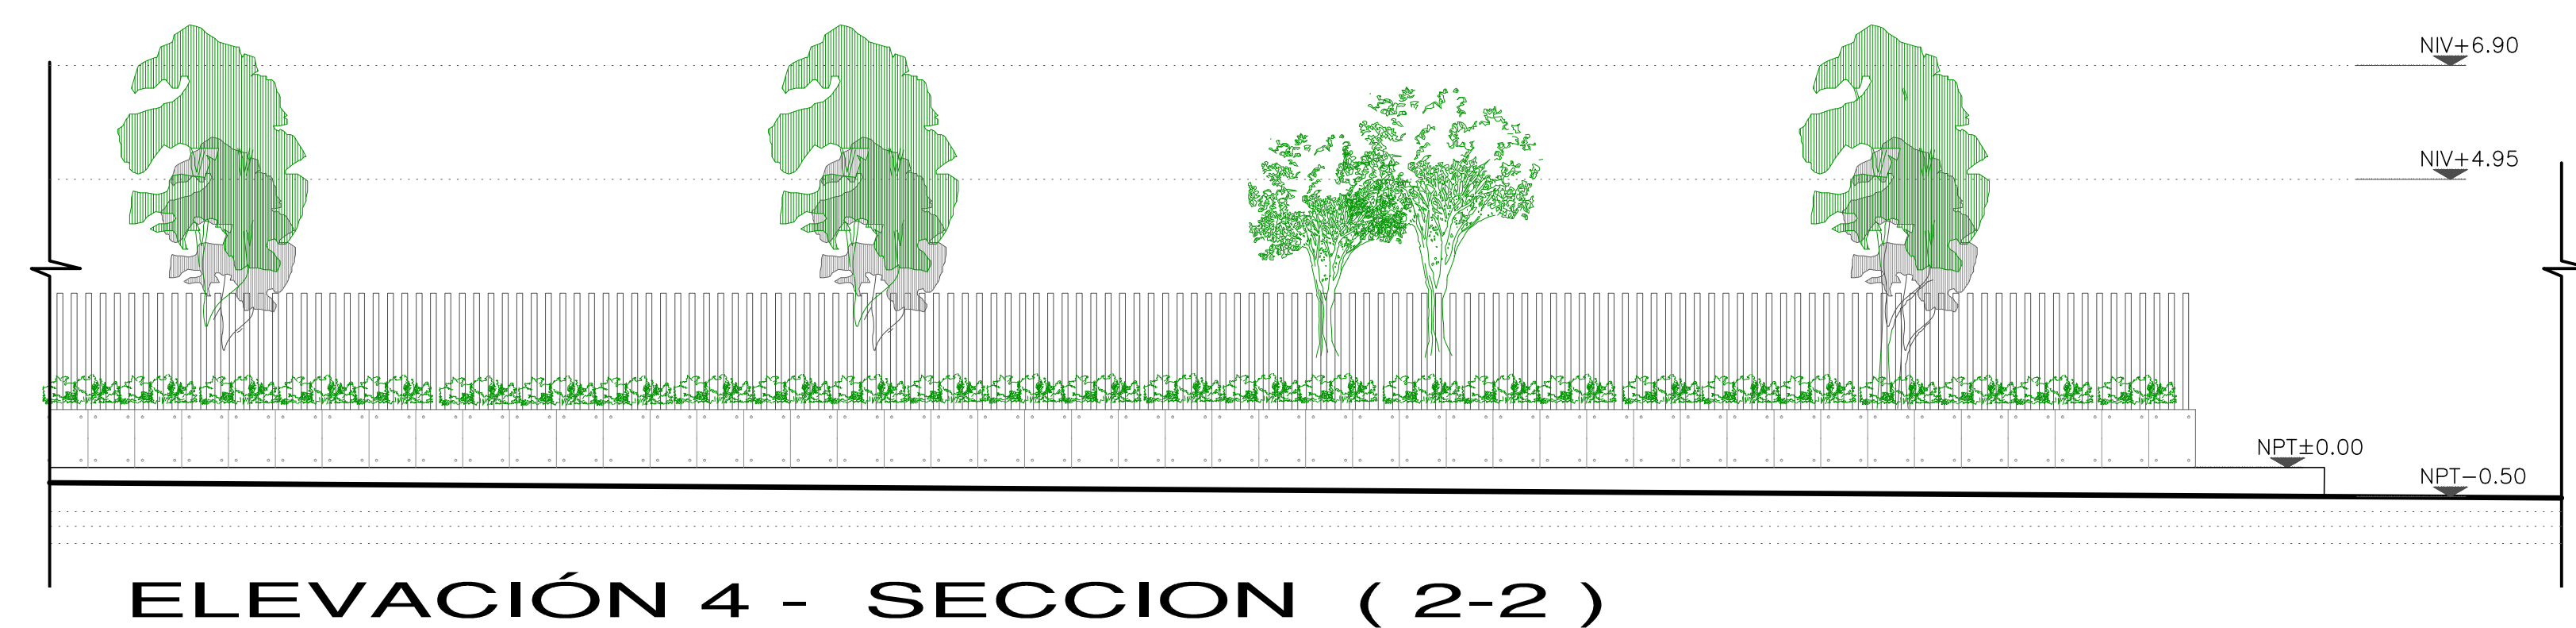 NIV+6.90
NIV+4.95
NPT±0.00
NPT-0.50
ELEVACIÓN 4 - SECCION ( 2-2 )